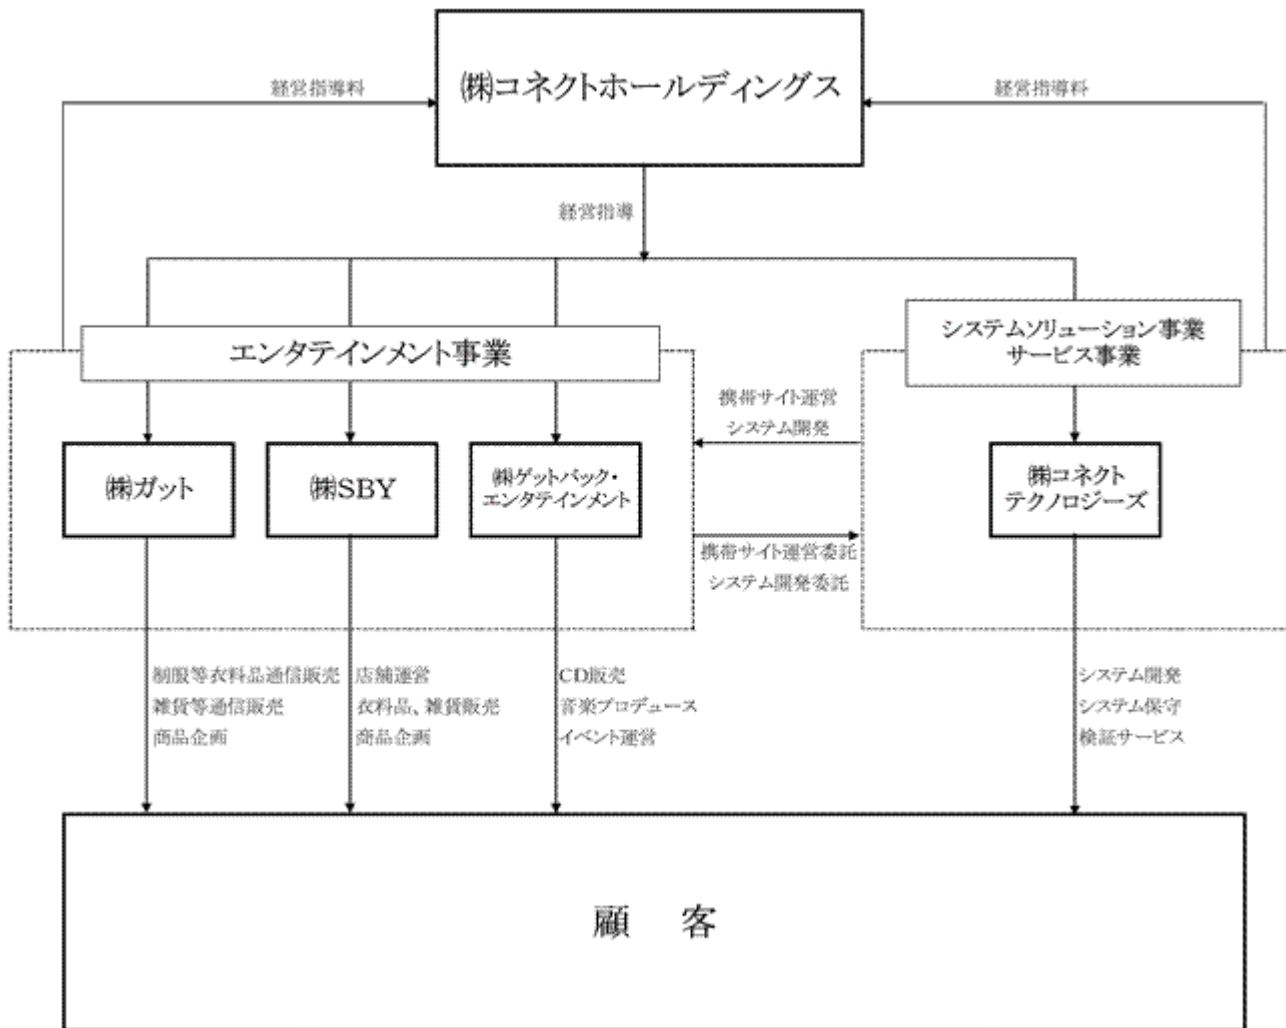 ㈱コネクトホールディングス
経営指導料
経営指導料
経営指導
エンタテインメント事業
システムソリューション事業
サービス事業
携帯サイト運営
システム開発
㈱ガット
㈱SBY
㈱ゲットバック・
エンタテインメント
㈱コネクト
テクノロジーズ
携帯サイト運営委託
システム開発委託
制服等衣料品通信販売
雑貨等通信販売
商品企画
店舗運営
衣料品、雑貨販売
商品企画
CD販売
音楽プロデュース
イベント運営
システム開発
システム保守
検証サービス
顧 客